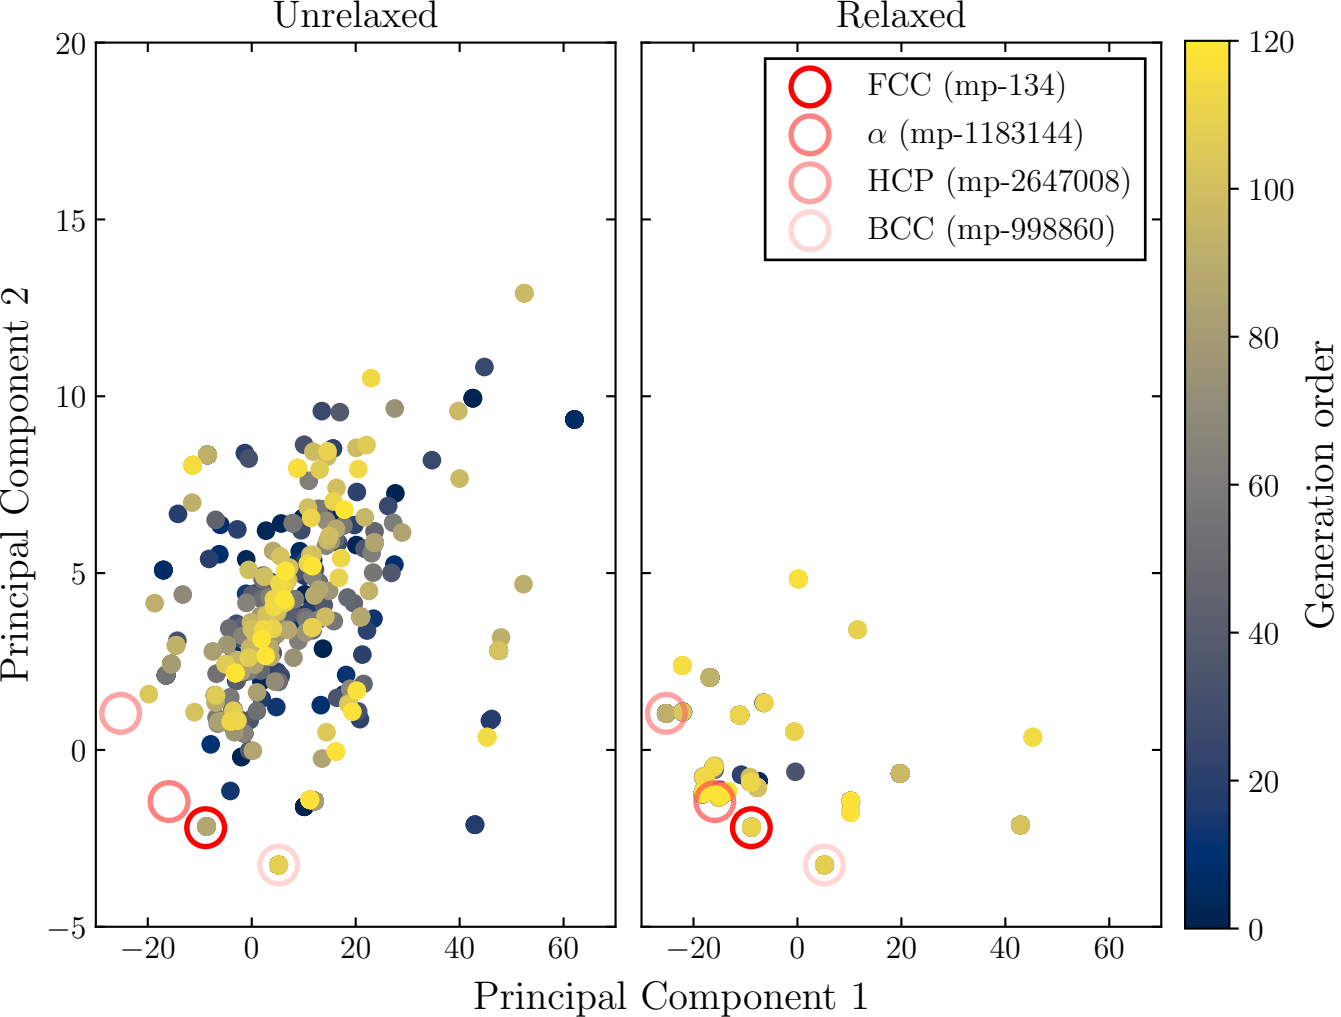 Unrelaxed
Relaxed
20
15
10
5
0
−5
Principal Component 2
−20
0
20
40
60
−20
0
20
40
60
Principal Component 1
FCC (mp-134)
α (mp-1183144)
HCP (mp-2647008)
BCC (mp-998860)
120
100
80
60
40
20
0
Generation order